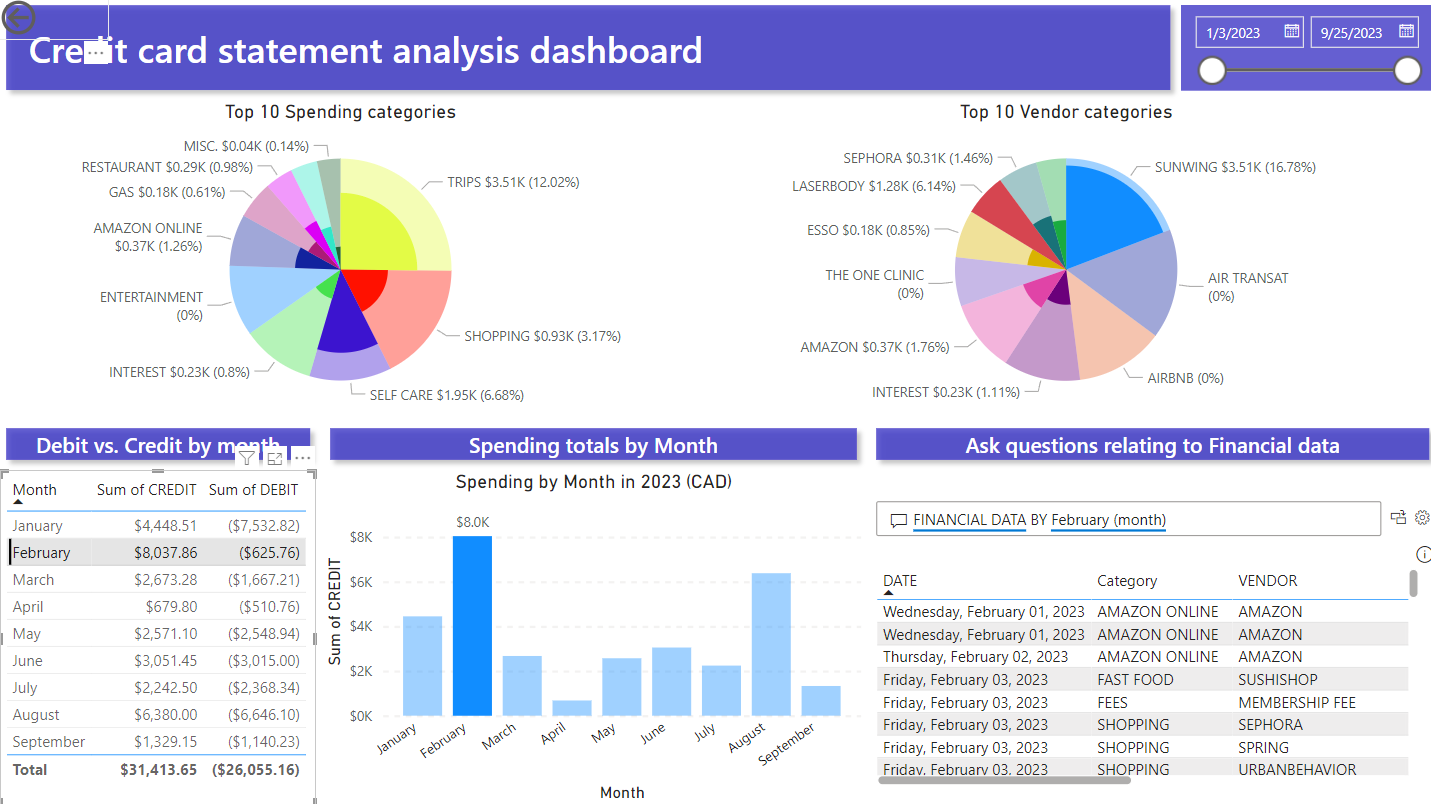 Credit card statement analysis dashboard
1/3/2023
9/25/2023
Top 10 Spending categories
MISC. $0.04K (0.14%)
RESTAURANT $0.29K (0.98%)
GAS $0.18K (0.61%)
AMAZON ONLINE
$0.37K (1.26%)
ENTERTAINMENT
(0%)
INTEREST $0.23K (0.8%)
TRIPS $3.51K (12.02%)
SHOPPING $0.93K (3.17%)
SELF CARE $1.95K (6.68%)
Top 10 Vendor categories
SEPHORA $0.31K (1.46%)
LASERBODY $1.28K (6.14%)
ESSO $0.18K (0.85%)
THE ONE CLINIC
(0%)
AMAZON $0.37K (1.76%)
INTEREST $0.23K (1.11%)
SUNWING $3.51K (16.78%)
AIR TRANSAT
(0%)
AIRBNB (0%)
Debit vs. Credit by month
Month Sum of CREDIT Sum of DEBIT
January $4,448.51 ($7,532.82)
February $8,037.86 ($625.76)
March $2,673.28 ($1,667.21)
April $679.80 ($510.76)
May $2,571.10 ($2,548.94)
June $3,051.45 ($3,015.00)
July $2,242.50 ($2,368.34)
August $6,380.00 ($6,646.10)
September $1,329.15 ($1,140.23)
Total $31,413.65 ($26,055.16)
Spending totals by Month
Spending by Month in 2023 (CAD)
Sum of CREDIT
$8K
$6K
$4K
$2K
$0K
$8.0K
January
February
March
April
May
June
July
August
September
Month
Ask questions relating to Financial data
FINANCIAL DATA BY February (month)
DATE Category VENDOR
Wednesday, February 01, 2023 AMAZON ONLINE AMAZON
Wednesday, February 01, 2023 AMAZON ONLINE AMAZON
Thursday, February 02, 2023 AMAZON ONLINE AMAZON
Friday, February 03, 2023 FAST FOOD SUSHISHOP
Friday, February 03, 2023 FEES MEMBERSHIP FEE
Friday, February 03, 2023 SHOPPING SEPHORA
Friday, February 03, 2023 SHOPPING SPRING
Friday, February 03, 2023 SHOPPING URBANBEHAVIOR